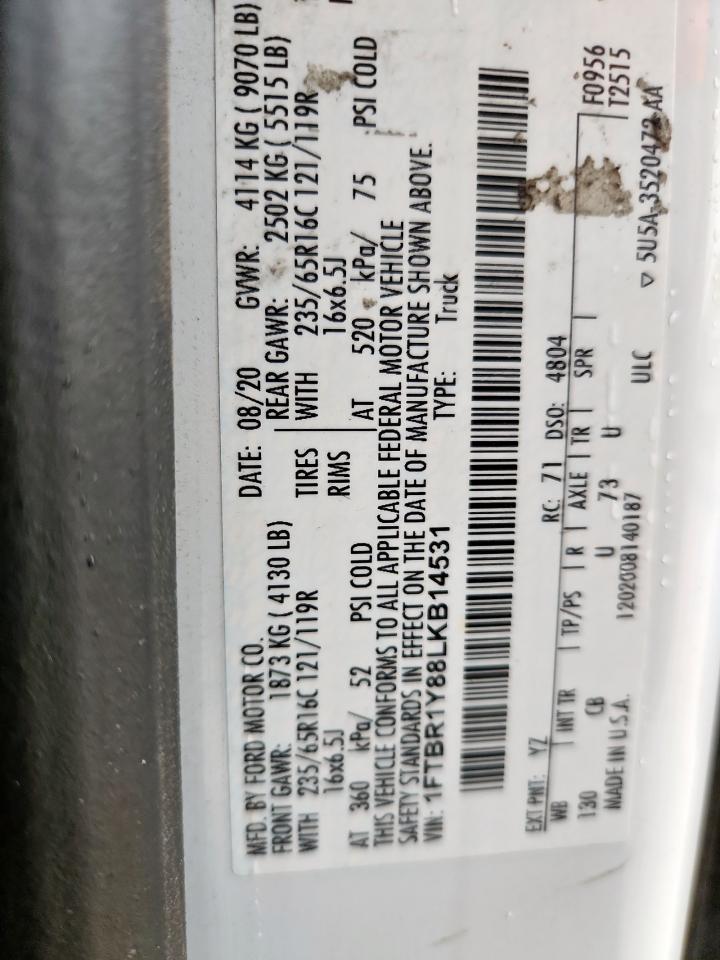 MFD. BY FORD MOTOR CO.
DATE: 08/20 GVWR: 4114 KG ( 9070 LB)
FRONT GAWR: 1873 KG ( 4130 LB) REAR GAWR: 2502 KG ( 5515 LB)
WITH 235/65R16C 121/119R TIRES WITH 235/65R16C 121/119R
16x6.5J RIMS 16x6.5J
AT 360 kPa/ 52 PSI COLD AT 520 kPa/ 75 PSI COLD
THIS VEHICLE CONFORMS TO ALL APPLICABLE FEDERAL MOTOR VEHICLE
SAFETY STANDARDS IN EFFECT ON THE DATE OF MANUFACTURE SHOWN ABOVE.
VIN: 1FTBR1Y88LKB14531 TYPE: Truck
EXT PNT: YZ RC: 71 DSO: 4804
F0956
WB INT TR TP/PS R AXLE TR SPR T2515
130 CB U 73 U
MADE IN U.S.A. 1202008140187 ULC ▽ 5U5A-3520472-AA